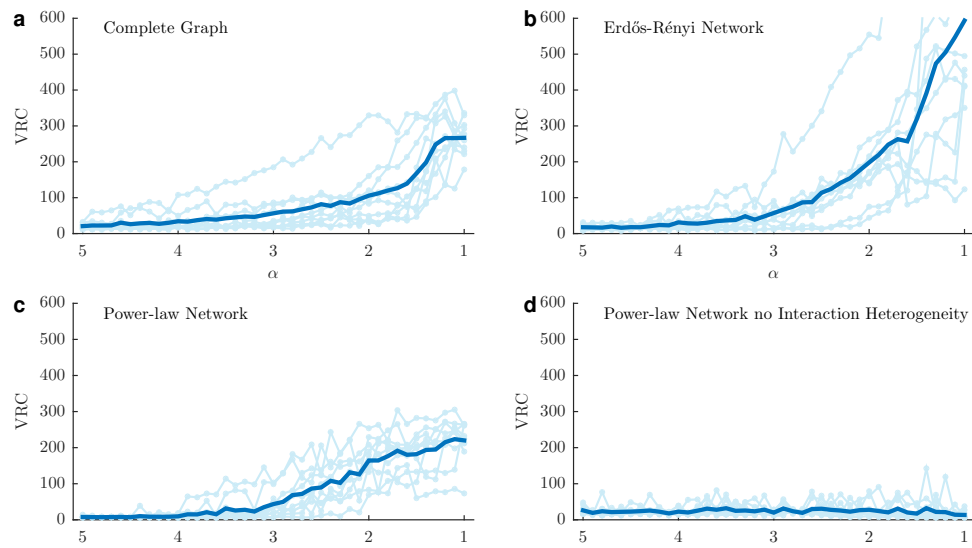 a
Complete Graph
600
500
400
300
200
100
0
VRC
5 4 3 2 1
α
b
Erdős-Rényi Network
600
500
400
300
200
100
0
VRC
5 4 3 2 1
α
c
Power-law Network
600
500
400
300
200
100
0
VRC
5 4 3 2 1
d
Power-law Network no Interaction Heterogeneity
600
500
400
300
200
100
0
VRC
5 4 3 2 1